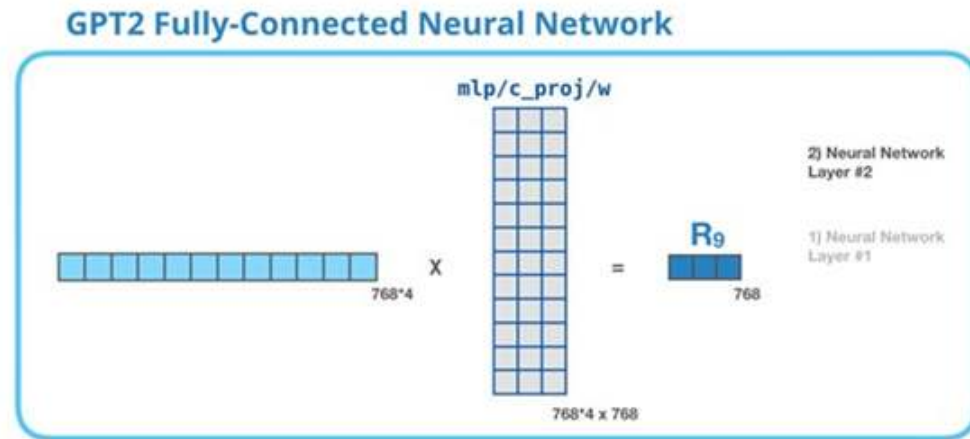 GPT2 Fully-Connected Neural Network
mlp/c_proj/w
2) Neural Network
Layer #2
R9
1) Neural Network
Layer #1
X
=
768*4
768
768*4 x 768